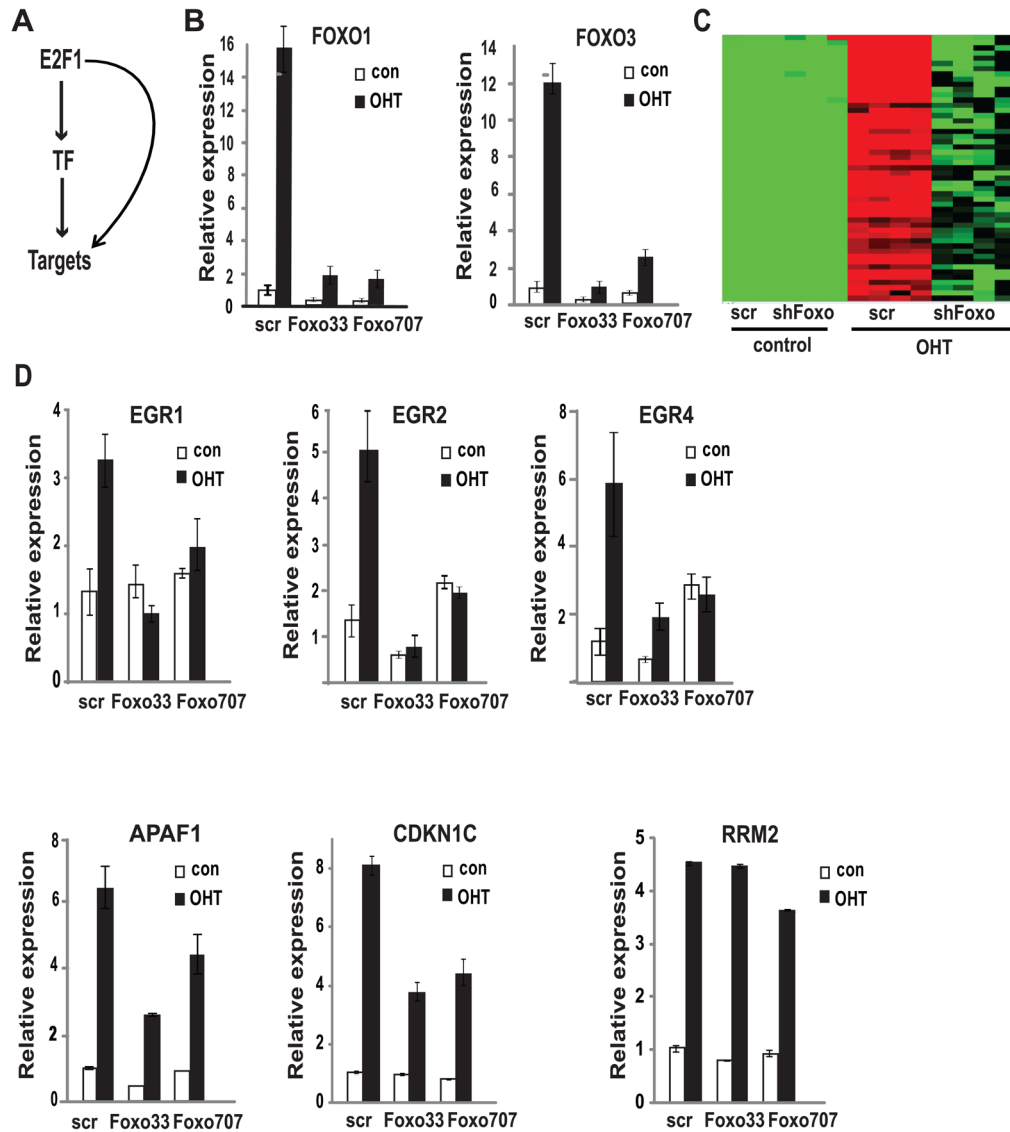 A
E2F1
TF
Targets
B
FOXO1
Relative expression
16
14
12
10
8
6
4
2
0
con
OHT
scr Foxo33 Foxo707
FOXO3
Relative expression
14
12
10
8
6
4
2
0
con
OHT
scr Foxo33 Foxo707
C
scr shFoxo scr shFoxo
control OHT
D
EGR1
Relative expression
4
3
2
1
0
con
OHT
scr Foxo33 Foxo707
EGR2
Relative expression
6
5
4
3
2
1
con
OHT
scr Foxo33 Foxo707
EGR4
Relative expression
8
6
4
2
con
OHT
scr Foxo33 Foxo707
APAF1
Relative expression
8
6
4
2
0
con
OHT
scr Foxo33 Foxo707
CDKN1C
Relative expression
8
6
4
2
0
con
OHT
scr Foxo33 Foxo707
RRM2
Relative expression
5
4
3
2
1
0
con
OHT
scr Foxo33 Foxo707